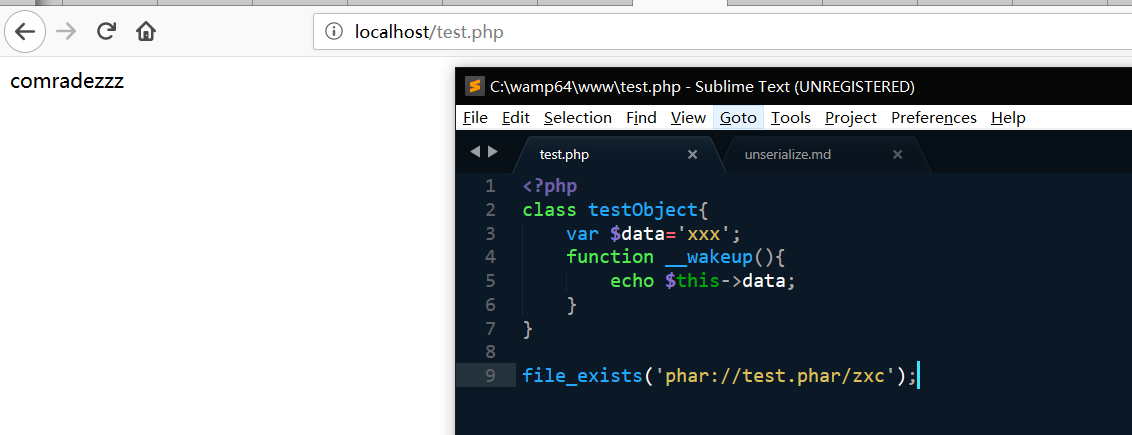 localhost/test.php
comradezzz
C:\wamp64\www\test.php - Sublime Text (UNREGISTERED)
File Edit Selection Find View Goto Tools Project Preferences Help
test.php unserialize.md
1 <?php
2 class testObject{
3 var $data='xxx';
4 function __wakeup(){
5 echo $this->data;
6 }
7 }
8
9 file_exists('phar://test.phar/zxc');